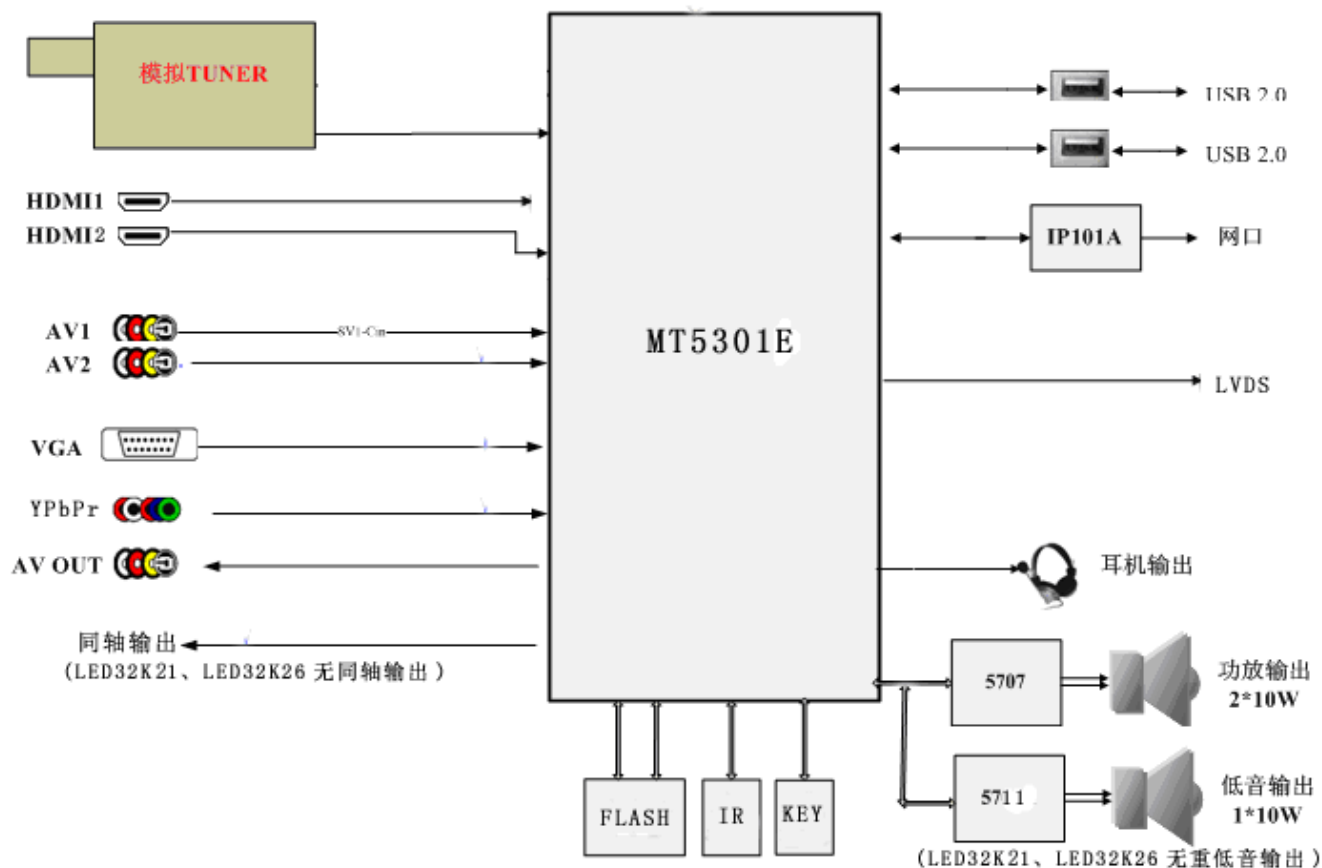 模拟TUNER
USB 2.0
USB 2.0
HDMI1
HDMI2
IP101A
网口
AV1
SV1-Cin
AV2
MT5301E
LVDS
VGA
YPbPr
AV OUT
耳机输出
同轴输出
(LED32K21、LED32K26 无同轴输出)
5707
功放输出
2*10W
FLASH
IR
KEY
5711
低音输出
1*10W
(LED32K21、LED32K26 无重低音输出)